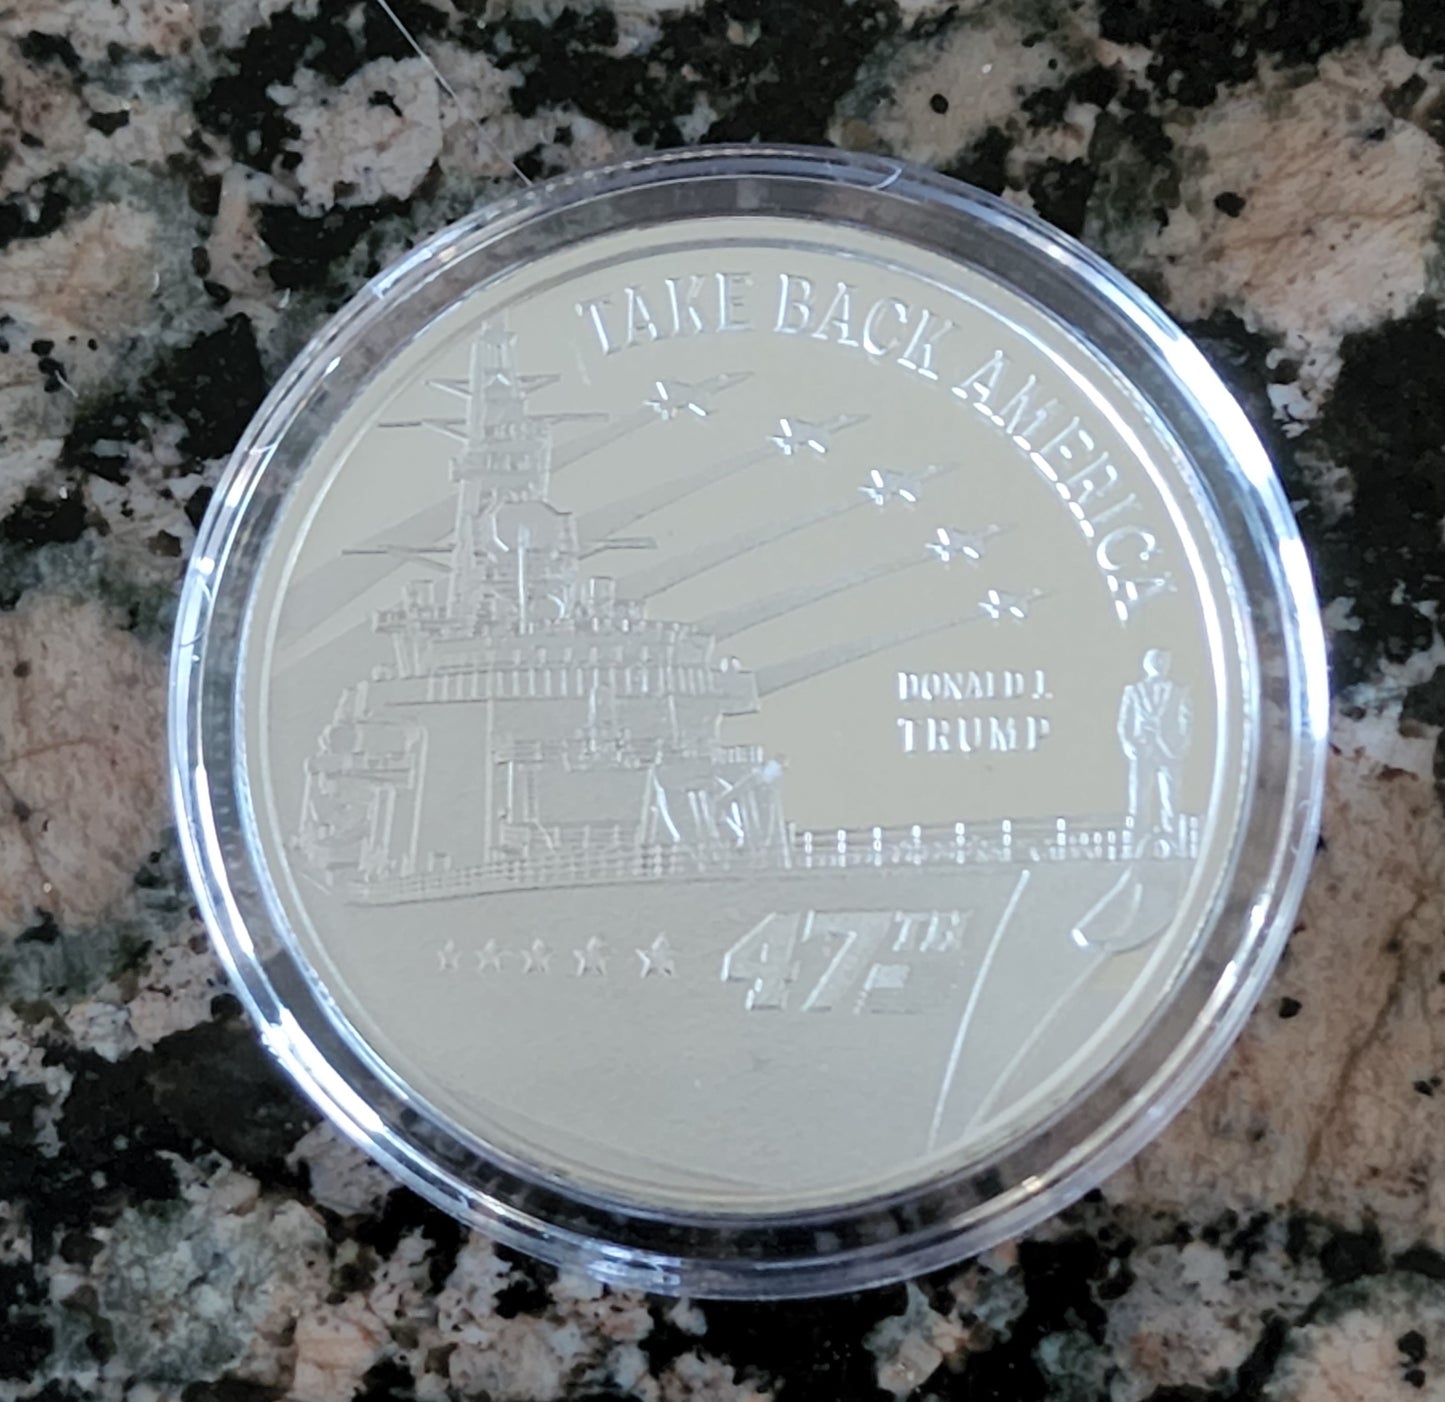 TAKE BACK AMERICA
DONALD J.
TRUMP
47TH